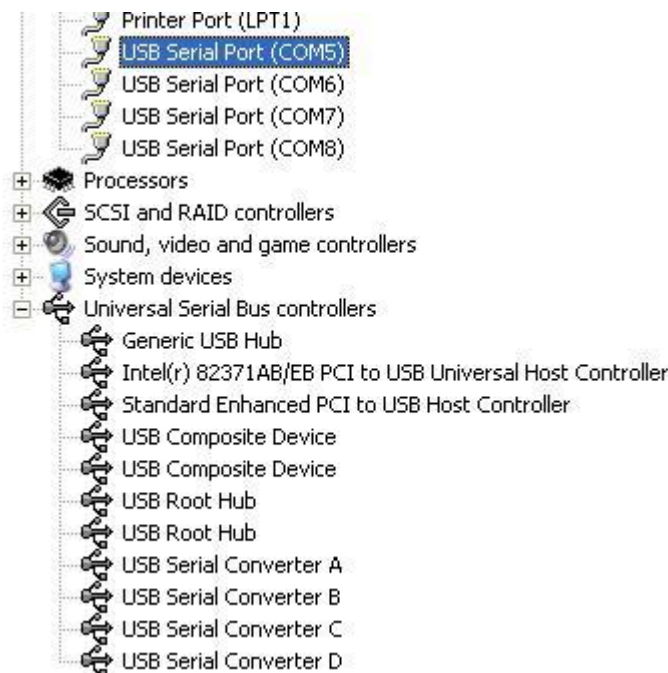 Printer Port (LPT1)
USB Serial Port (COM5)
USB Serial Port (COM6)
USB Serial Port (COM7)
USB Serial Port (COM8)
Processors
SCSI and RAID controllers
Sound, video and game controllers
System devices
Universal Serial Bus controllers
Generic USB Hub
Intel(r) 82371AB/EB PCI to USB Universal Host Controller
Standard Enhanced PCI to USB Host Controller
USB Composite Device
USB Composite Device
USB Root Hub
USB Root Hub
USB Serial Converter A
USB Serial Converter B
USB Serial Converter C
USB Serial Converter D